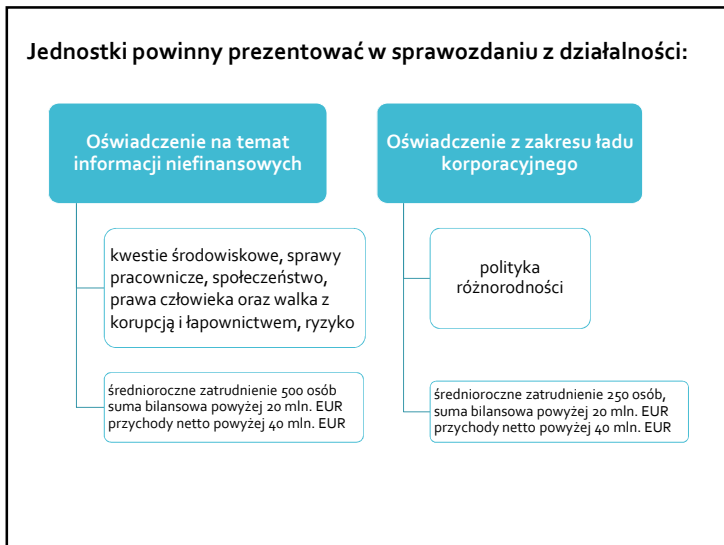 Jednostki powinny prezentować w sprawozdaniu z działalności:
Oświadczenie na temat
informacji niefinansowych
kwestie środowiskowe, sprawy
pracownicze, społeczeństwo,
prawa człowieka oraz walka z
korupcją i łapownictwem, ryzyko
średnioroczne zatrudnienie 500 osób
suma bilansowa powyżej 20 mln. EUR
przychody netto powyżej 40 mln. EUR
Oświadczenie z zakresu ładu
korporacyjnego
polityka
różnorodności
średnioroczne zatrudnienie 250 osób,
suma bilansowa powyżej 20 mln. EUR
przychody netto powyżej 40 mln. EUR